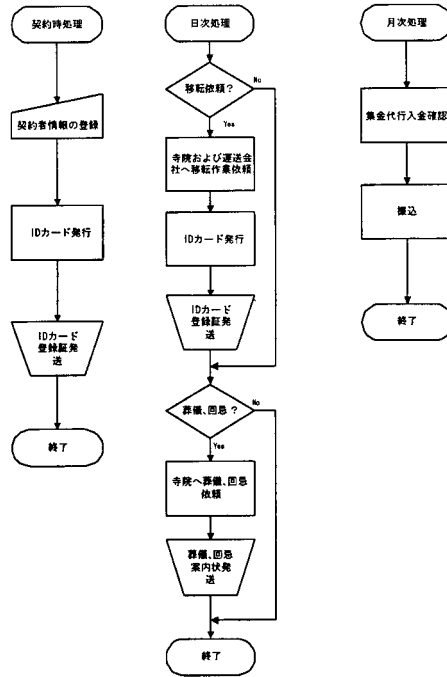 契約時処理
契約者情報の登録
IDカード発行
IDカード
登録証発
送
終了
日次処理
移転依頼?
No
Yes
寺院および運送会
社へ移転作業依頼
IDカード発行
IDカード
登録証発
送
葬儀、回忌?
No
Yes
寺院へ葬儀、回忌
依頼
葬儀、回忌
案内状発
送
終了
月次処理
集金代行入金確認
振込
終了